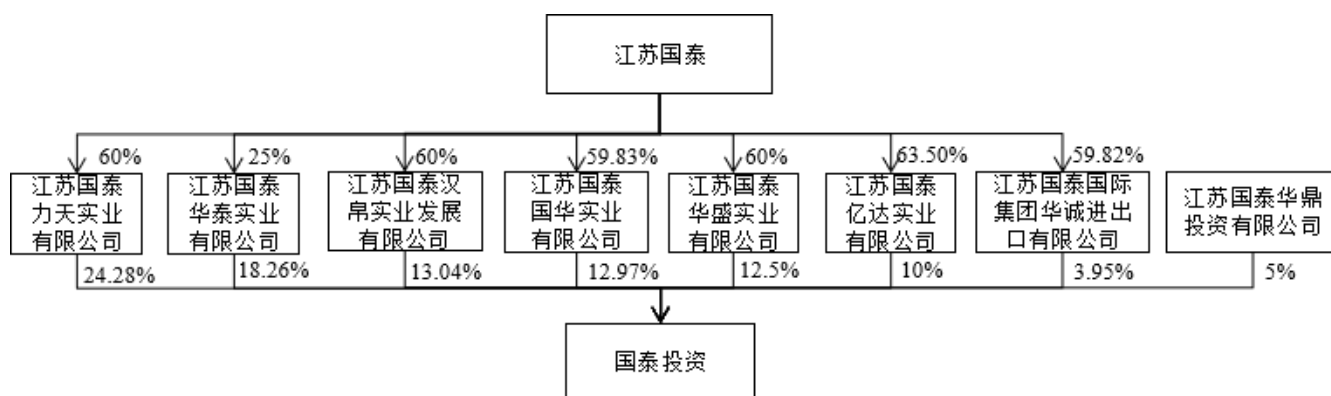 江苏国泰
60%
25%
60%
59.83%
60%
63.50%
59.82%
江苏国泰
力天实业
有限公司
江苏国泰
华泰实业
有限公司
江苏国泰汉
帛实业发展
有限公司
江苏国泰
国华实业
有限公司
江苏国泰
华盛实业
有限公司
江苏国泰
亿达实业
有限公司
江苏国泰国际
集团华诚进出
口有限公司
江苏国泰华鼎
投资有限公司
24.28%
18.26%
13.04%
12.97%
12.5%
10%
3.95%
5%
国泰投资